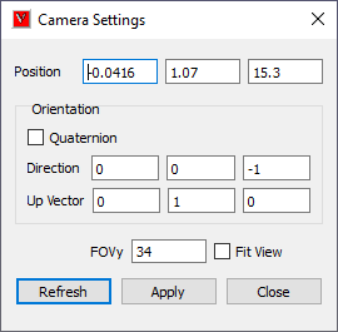 V Camera Settings
Position -0.0416 1.07 15.3
Orientation
Quaternion
Direction 0 0 -1
Up Vector 0 1 0
FOVy 34 Fit View
Refresh Apply Close